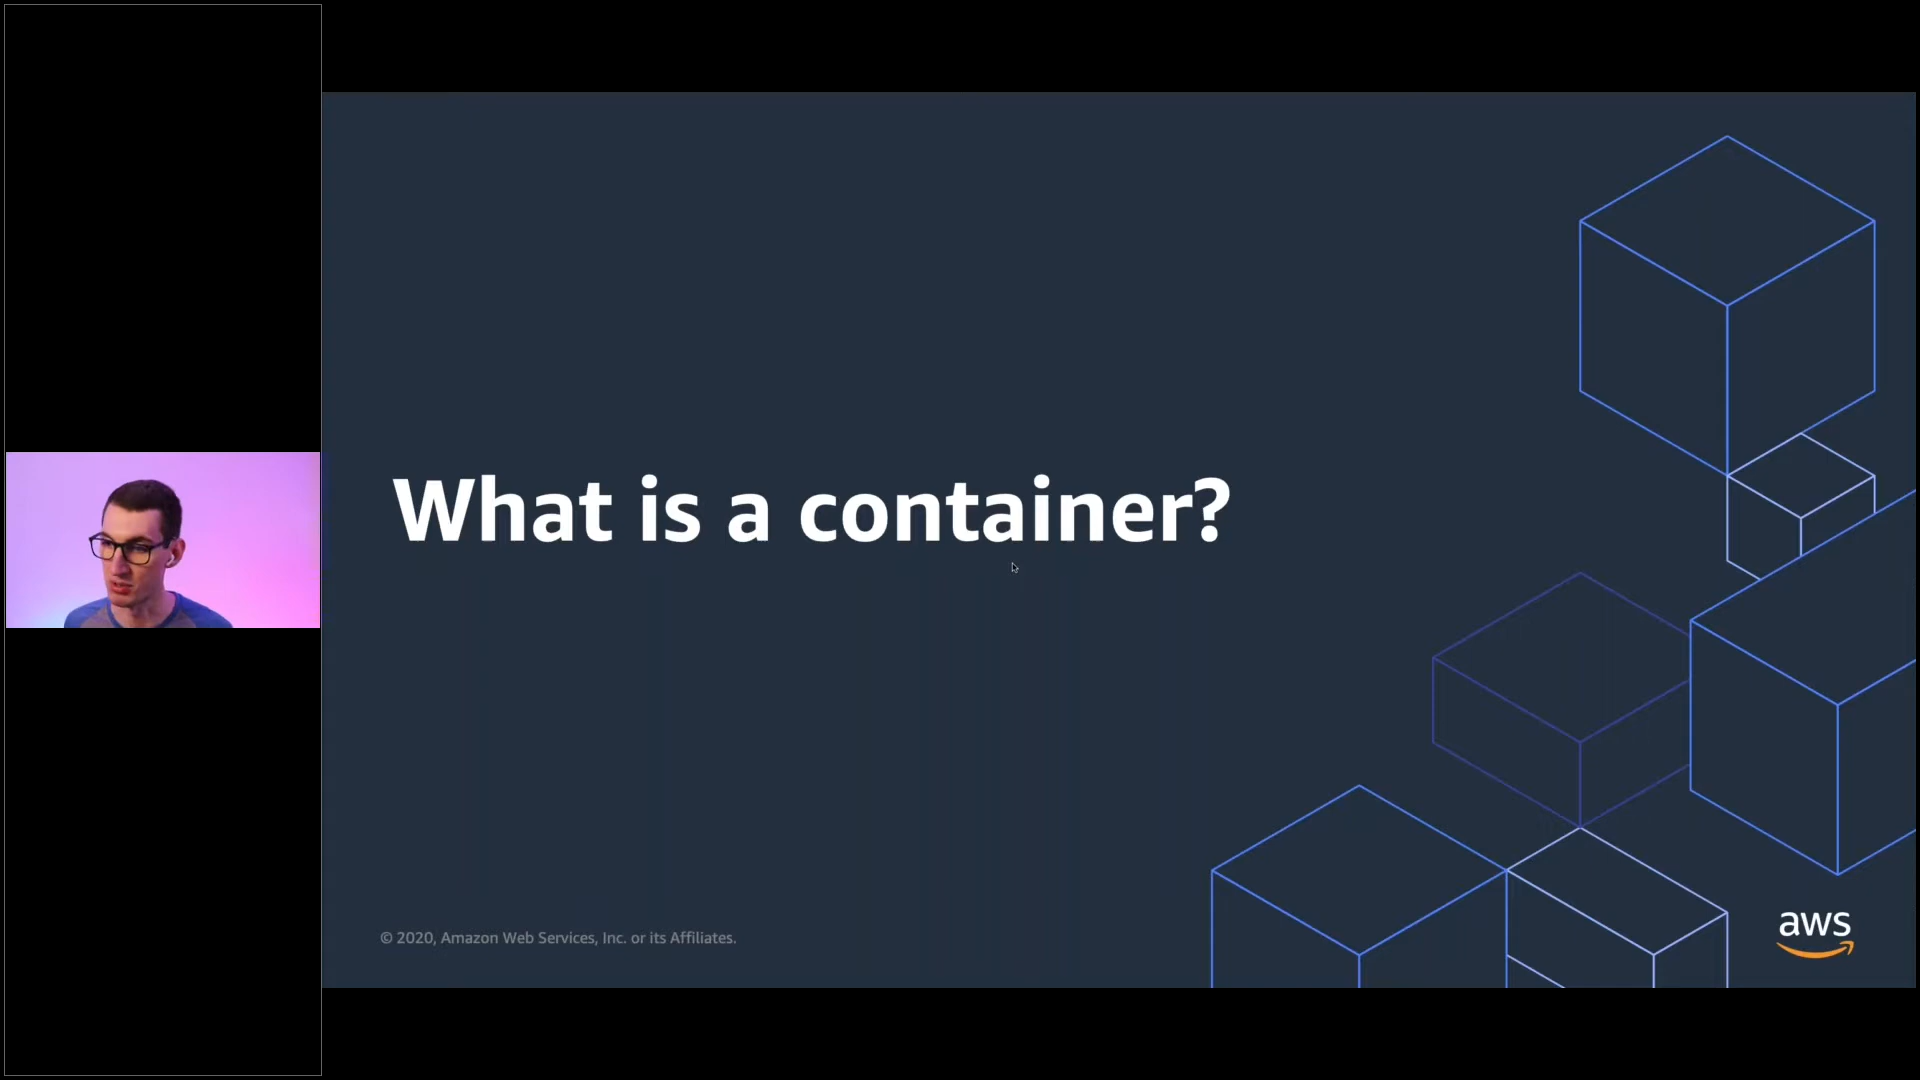 What is a container?
© 2020, Amazon Web Services, Inc. or its Affiliates.
aws